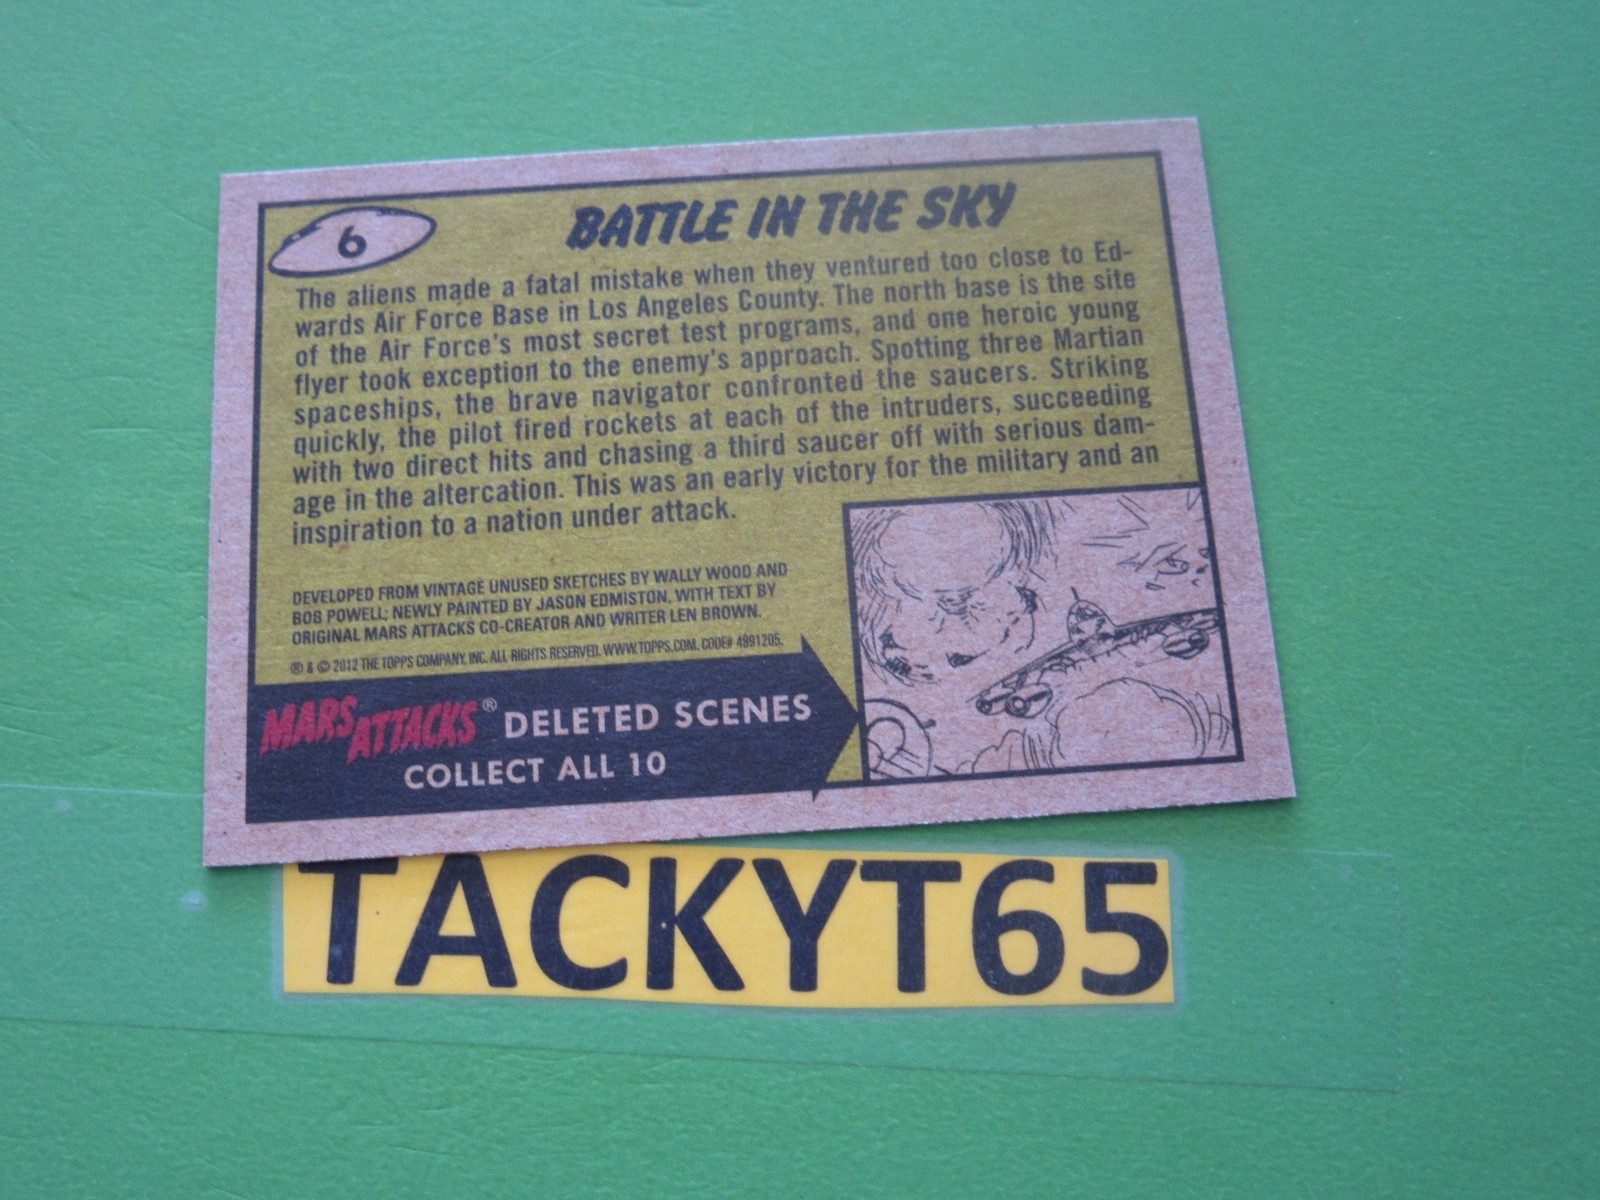 6
BATTLE IN THE SKY
The aliens made a fatal mistake when they ventured too close to Ed-
wards Air Force Base in Los Angeles County. The north base is the site
of the Air Force's most secret test programs, and one heroic young
flyer took exception to the enemy's approach. Spotting three Martian
spaceships, the brave navigator confronted the saucers. Striking
quickly, the pilot fired rockets at each of the intruders, succeeding
with two direct hits and chasing a third saucer off with serious dam-
age in the altercation. This was an early victory for the military and an
inspiration to a nation under attack.
DEVELOPED FROM VINTAGE UNUSED SKETCHES BY WALLY WOOD AND
BOB POWELL; NEWLY PAINTED BY JASON EDMISTON, WITH TEXT BY
ORIGINAL MARS ATTACKS CO-CREATOR AND WRITER LEN BROWN.
® & © 2012 THE TOPPS COMPANY, INC. ALL RIGHTS RESERVED. WWW.TOPPS.COM. CODE# 4891205.
MARS ATTACKS® DELETED SCENES
COLLECT ALL 10
TACKYT65